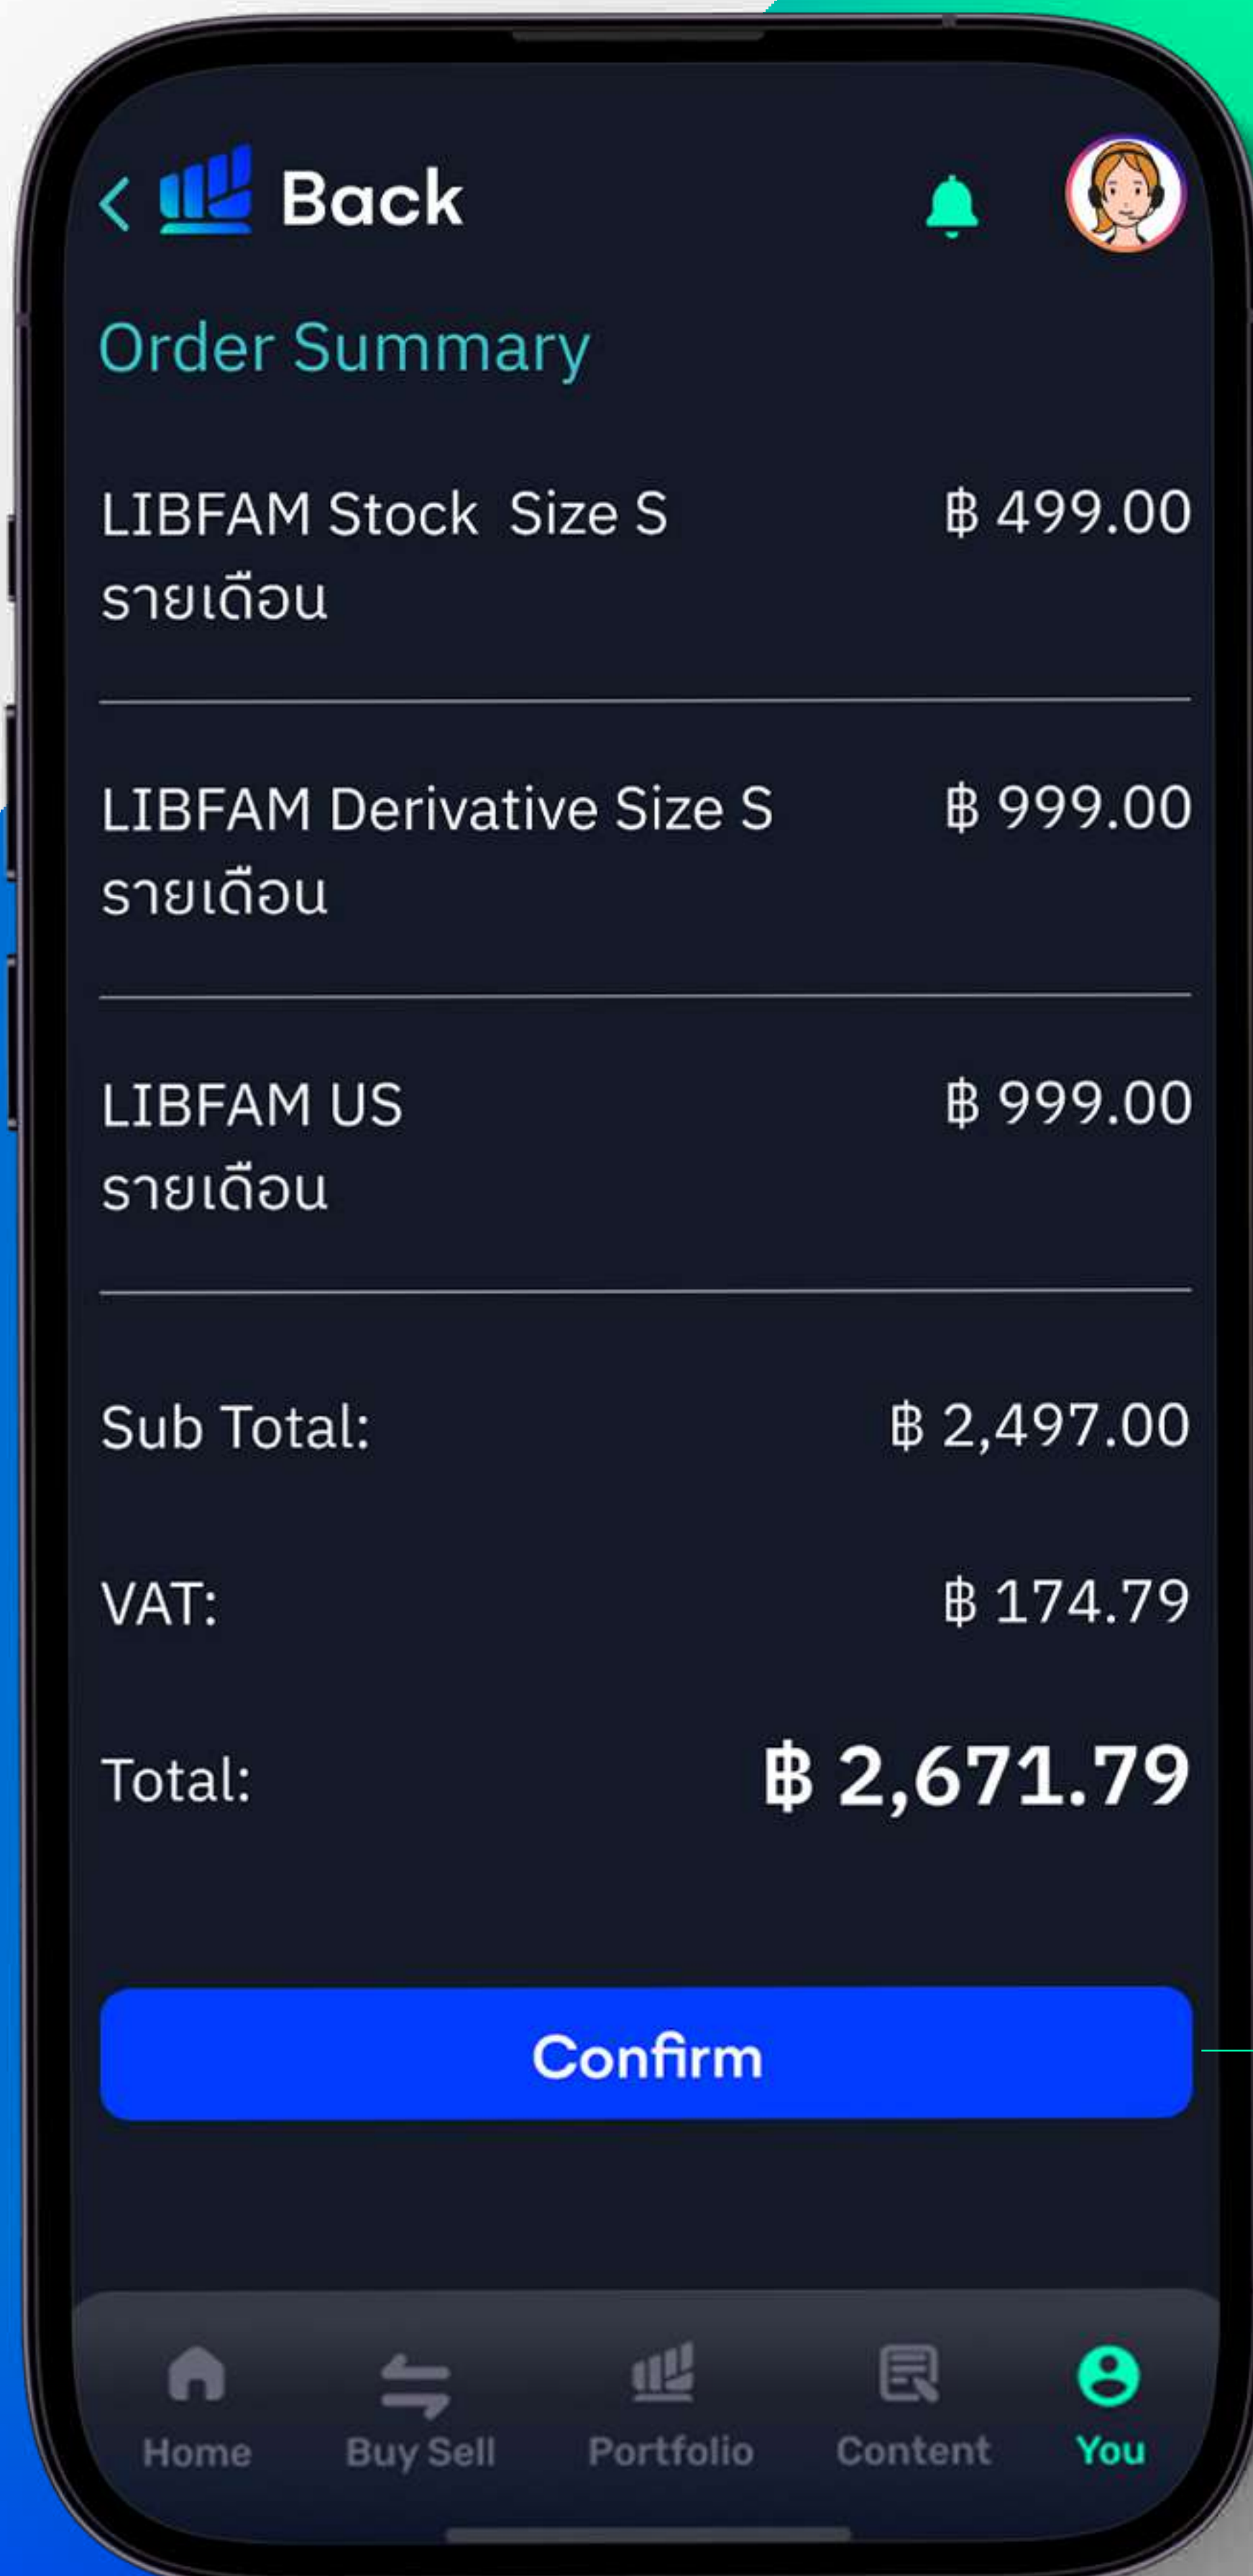 Back
Order Summary
LIBFAM Stock Size S ฿ 499.00
รายเดือน
LIBFAM Derivative Size S ฿ 999.00
รายเดือน
LIBFAM US ฿ 999.00
รายเดือน
Sub Total: ฿ 2,497.00
VAT: ฿ 174.79
Total: ฿ 2,671.79
Confirm
Home Buy Sell Portfolio Content You